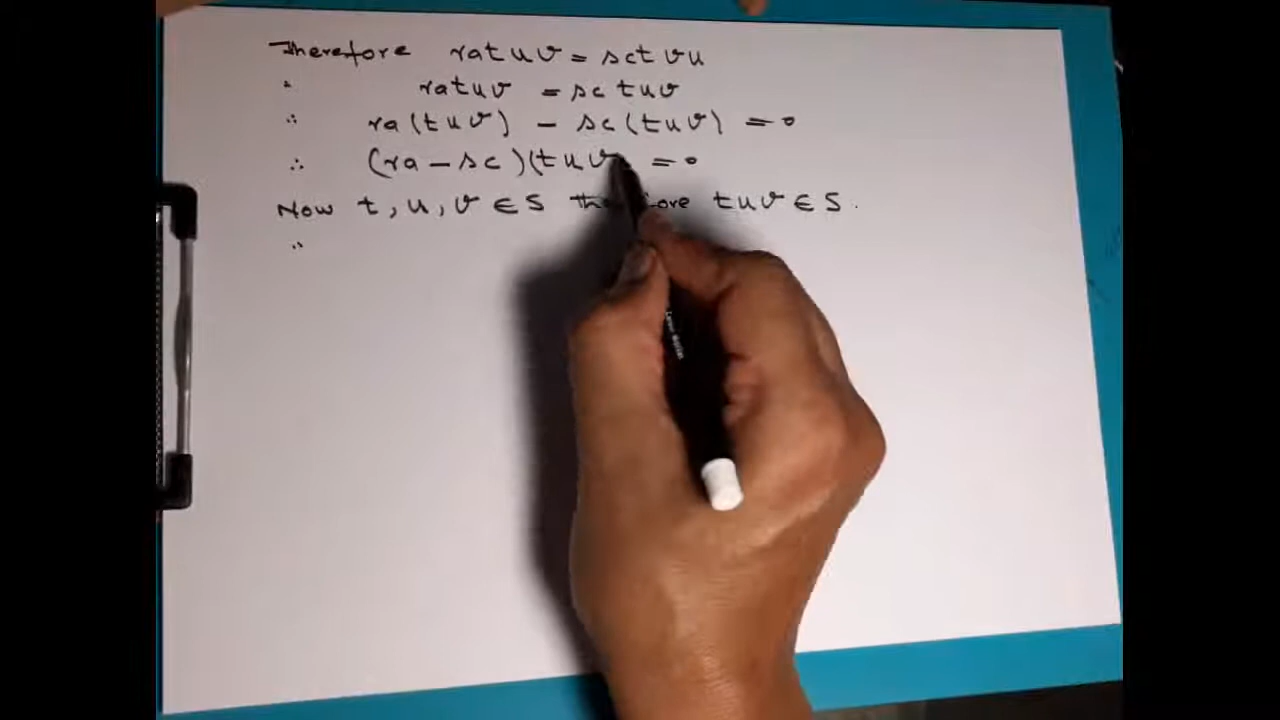 Therefore ratuv = sctvu
∴ ratuv = sctuv
∴ ra(tuv) - sc(tuv) = 0
∴ (ra - sc)(tuv = 0
Now t, u, v ∈ S tuv ∈ S.
∴